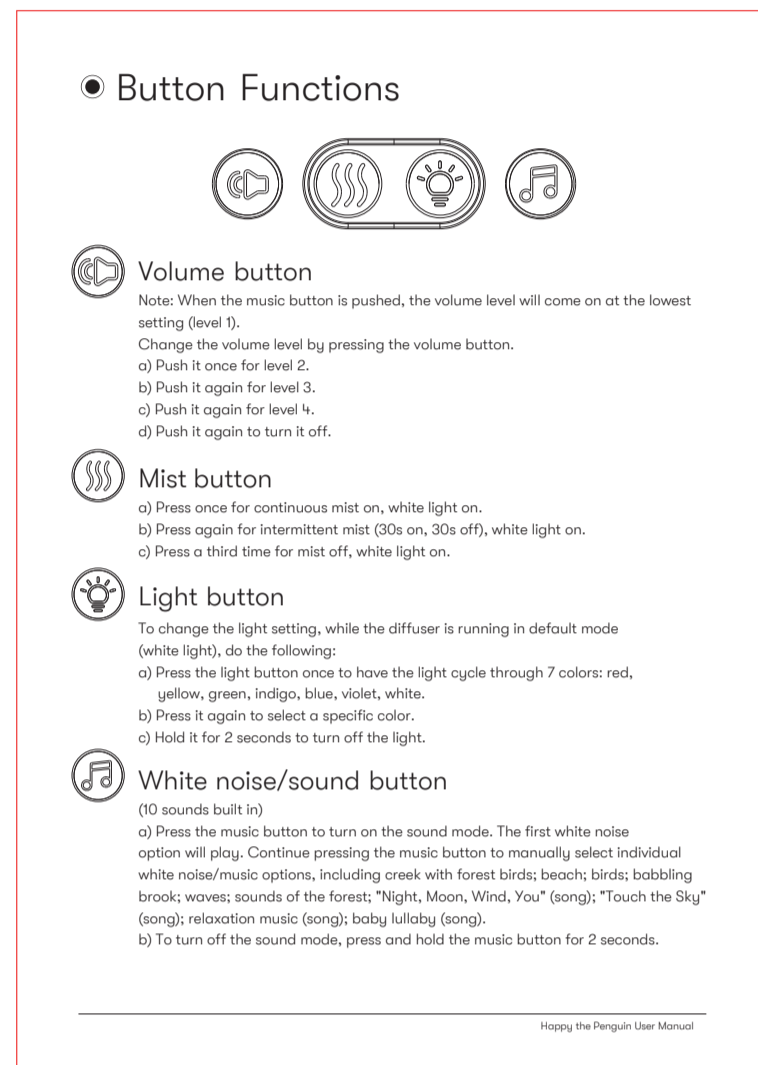 Button Functions
Volume button
Note: When the music button is pushed, the volume level will come on at the lowest
setting (level 1).
Change the volume level by pressing the volume button.
a) Push it once for level 2.
b) Push it again for level 3.
c) Push it again for level 4.
d) Push it again to turn it off.
Mist button
a) Press once for continuous mist on, white light on.
b) Press again for intermittent mist (30s on, 30s off), white light on.
c) Press a third time for mist off, white light on.
Light button
To change the light setting, while the diffuser is running in default mode
(white light), do the following:
a) Press the light button once to have the light cycle through 7 colors: red,
yellow, green, indigo, blue, violet, white.
b) Press it again to select a specific color.
c) Hold it for 2 seconds to turn off the light.
White noise/sound button
(10 sounds built in)
a) Press the music button to turn on the sound mode. The first white noise
option will play. Continue pressing the music button to manually select individual
white noise/music options, including creek with forest birds; beach; birds; babbling
brook; waves; sounds of the forest; "Night, Moon, Wind, You" (song); "Touch the Sky"
(song); relaxation music (song); baby lullaby (song).
b) To turn off the sound mode, press and hold the music button for 2 seconds.
Happy the Penguin User Manual